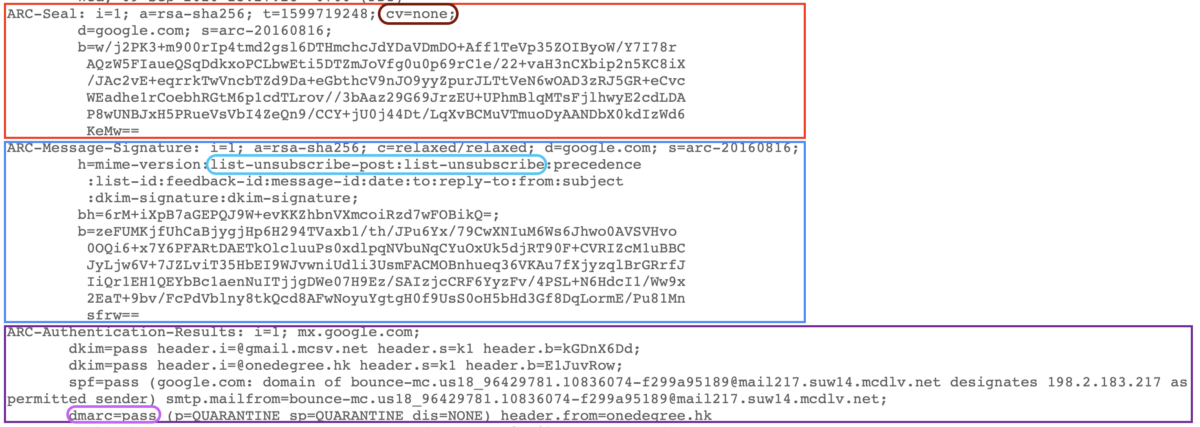 ARC-Seal: i=1; a=rsa-sha256; t=1599719248; cv=none;
d=google.com; s=arc-20160816;
b=w/j2PK3+m900rIp4tmd2gsl6DTHmchcJdYDaVDmDO+Aff1TeVp35ZOIByoW/Y7I78r
AQzW5FIaueQSqDdkxoPCLbwEti5DTZmJoVfg0u0p69rC1e/22+vaH3nCXbip2n5KC8iX
/JAc2vE+eqrrkTwVncbTZd9Da+eGbthcV9nJO9yyZpurJLTtVeN6wOAD3zRJ5GR+eCvc
WEadhe1rCoebhRGtM6p1cdTLrov//3bAaz29G69JrzEU+UPhmBlqMTsFjlhwyE2cdLDA
P8wUNBJxH5PRueVsVbI4ZeQn9/CCY+jU0j44Dt/LqXvBCMuVTmuoDyAANDbX0kdIzWd6
KeMw==
ARC-Message-Signature: i=1; a=rsa-sha256; c=relaxed/relaxed; d=google.com; s=arc-20160816;
h=mime-version:list-unsubscribe-post:list-unsubscribe:precedence
:list-id:feedback-id:message-id:date:to:reply-to:from:subject
:dkim-signature:dkim-signature;
bh=6rM+iXpB7aGEPQJ9W+evKKZhbnVXmcoiRzd7wFOBikQ=;
b=zeFUMKjfUhCaBjygjHp6H294TVaxb1/th/JPu6Yx/79CwXNIuM6Ws6Jhwo0AVSVHvo
0OQi6+x7Y6PFARtDAETkOlcluuPs0xdlpqNVbuNqCYuOxUk5djRT90F+CVRIZcM1uBBC
JyLjw6V+7JZLviT35HbEI9WJvwniUdli3UsmFACMOBnhueq36VKAu7fXjyzqlBrGRrfJ
IiQr1EH1QEYbBc1aenNuITjjgDWe07H9Ez/SAIzjcCRF6YyzFv/4PSL+N6HdcI1/Ww9x
2EaT+9bv/FcPdVblny8tkQcd8AFwNoyuYgtgH0f9UsS0oH5bHd3Gf8DqLormE/Pu81Mn
sfrw==
ARC-Authentication-Results: i=1; mx.google.com;
dkim=pass header.i=@gmail.mcsv.net header.s=k1 header.b=kGDnX6Dd;
dkim=pass header.i=@onedegree.hk header.s=k1 header.b=E1JuvRow;
spf=pass (google.com: domain of bounce-mc.us18_96429781.10836074-f299a95189@mail217.suw14.mcdlv.net designates 198.2.183.217 as
permitted sender) smtp.mailfrom=bounce-mc.us18_96429781.10836074-f299a95189@mail217.suw14.mcdlv.net;
dmarc=pass (p=QUARANTINE sp=QUARANTINE dis=NONE) header.from=onedegree.hk